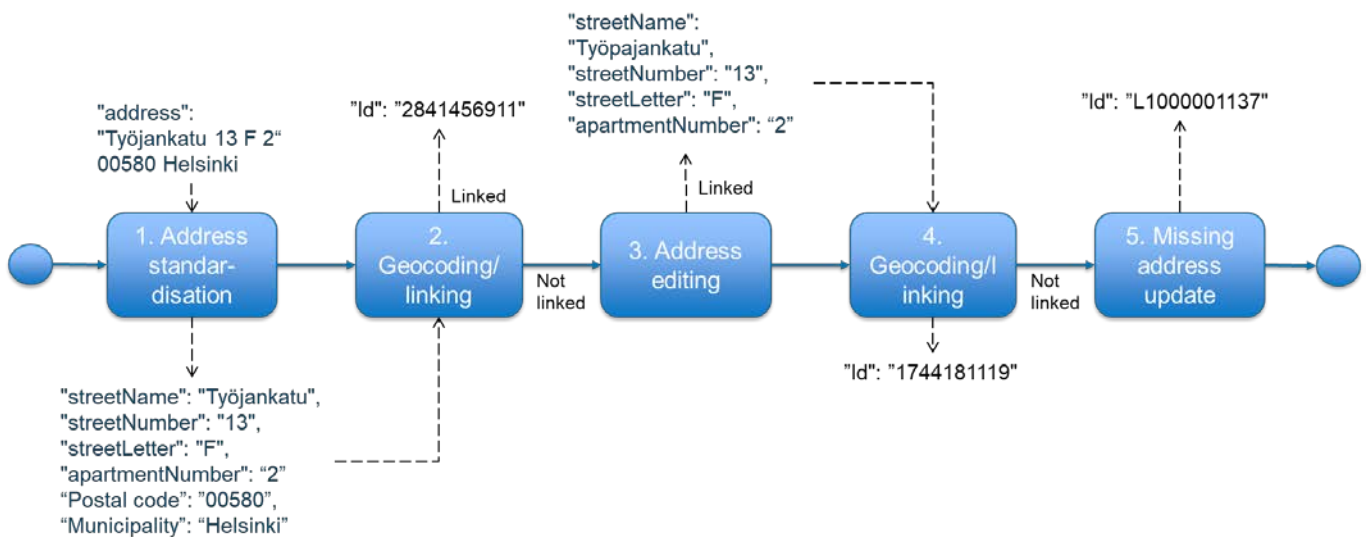 "address":
"Työjankatu 13 F 2“
00580 Helsinki
1. Address
standar-
disation
"streetName": "Työjankatu",
"streetNumber": "13",
"streetLetter": "F",
"apartmentNumber": “2”
“Postal code”: ”00580”,
“Municipality”: “Helsinki”
”Id": "2841456911"
Linked
2.
Geocoding/
linking
Not
linked
"streetName":
"Työpajankatu",
"streetNumber": "13",
"streetLetter": "F",
"apartmentNumber": “2”
Linked
3. Address
editing
4.
Geocoding/l
inking
"Id": ”1744181119"
Not
linked
”Id": "L1000001137"
5. Missing
address
update